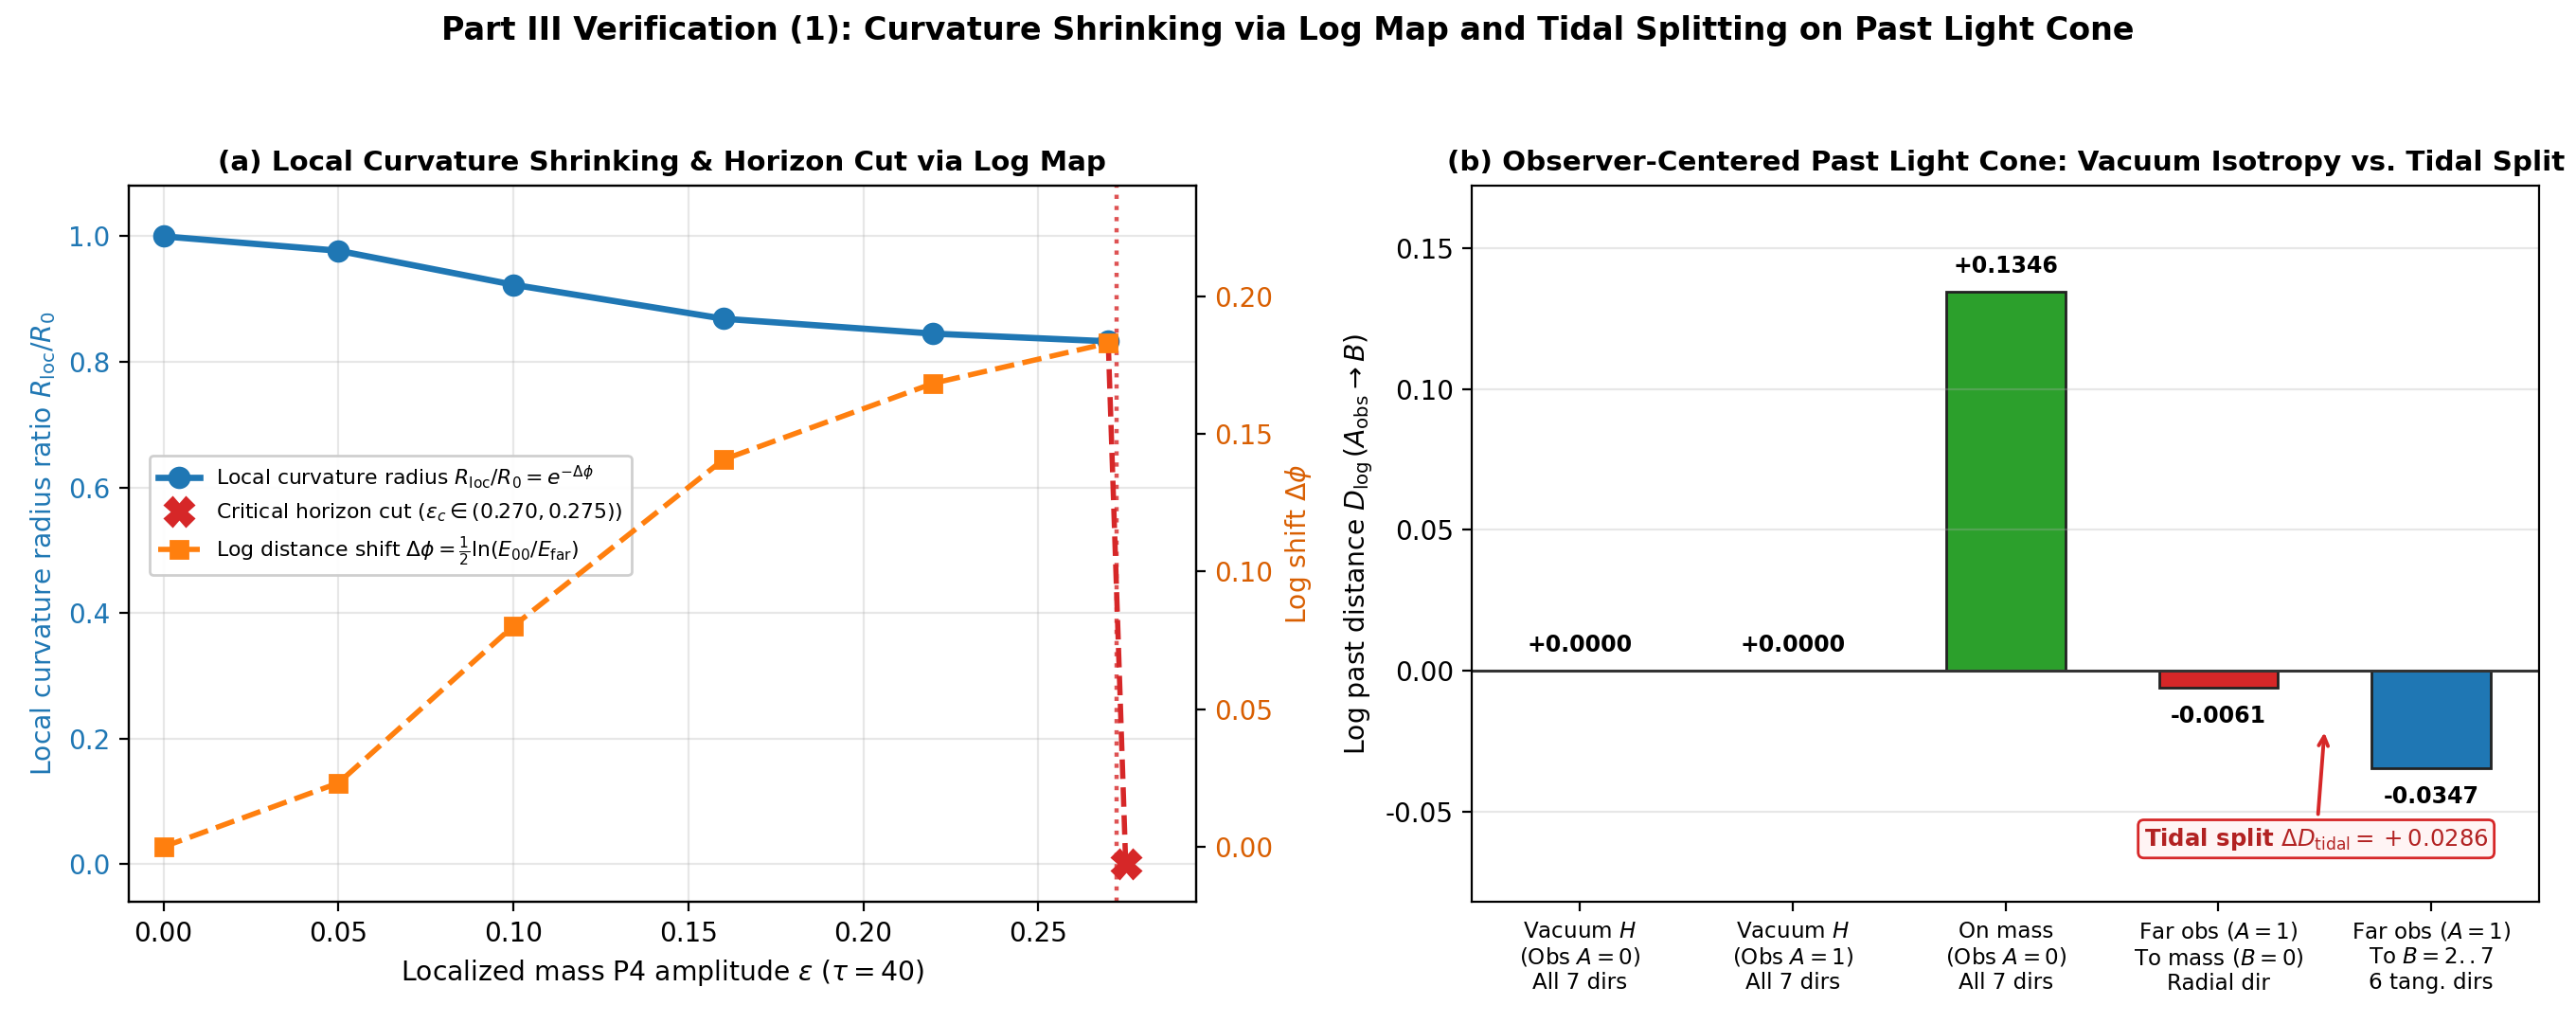 Part III Verification (1): Curvature Shrinking via Log Map and Tidal Splitting on Past Light Cone
(a) Local Curvature Shrinking & Horizon Cut via Log Map
Local curvature radius ratio R_loc/R_0
1.0
0.8
0.6
0.4
0.2
0.0
Local curvature radius R_loc/R_0 = e^{−Δϕ}
Critical horizon cut (ε_c ∈ (0.270, 0.275))
Log distance shift Δϕ = ½ ln(E_00/E_far)
0.20
0.15
0.10
0.05
0.00
Log shift Δϕ
0.00 0.05 0.10 0.15 0.20 0.25
Localized mass P4 amplitude ε (τ = 40)
(b) Observer-Centered Past Light Cone: Vacuum Isotropy vs. Tidal Split
Log past distance D_log(A_obs → B)
0.15
0.10
0.05
0.00
-0.05
+0.0000
+0.0000
+0.1346
-0.0061
-0.0347
Tidal split ΔD_tidal = +0.0286
Vacuum H
(Obs A = 0)
All 7 dirs
Vacuum H
(Obs A = 1)
All 7 dirs
On mass
(Obs A = 0)
All 7 dirs
Far obs (A = 1)
To mass (B = 0)
Radial dir
Far obs (A = 1)
To B = 2..7
6 tang. dirs